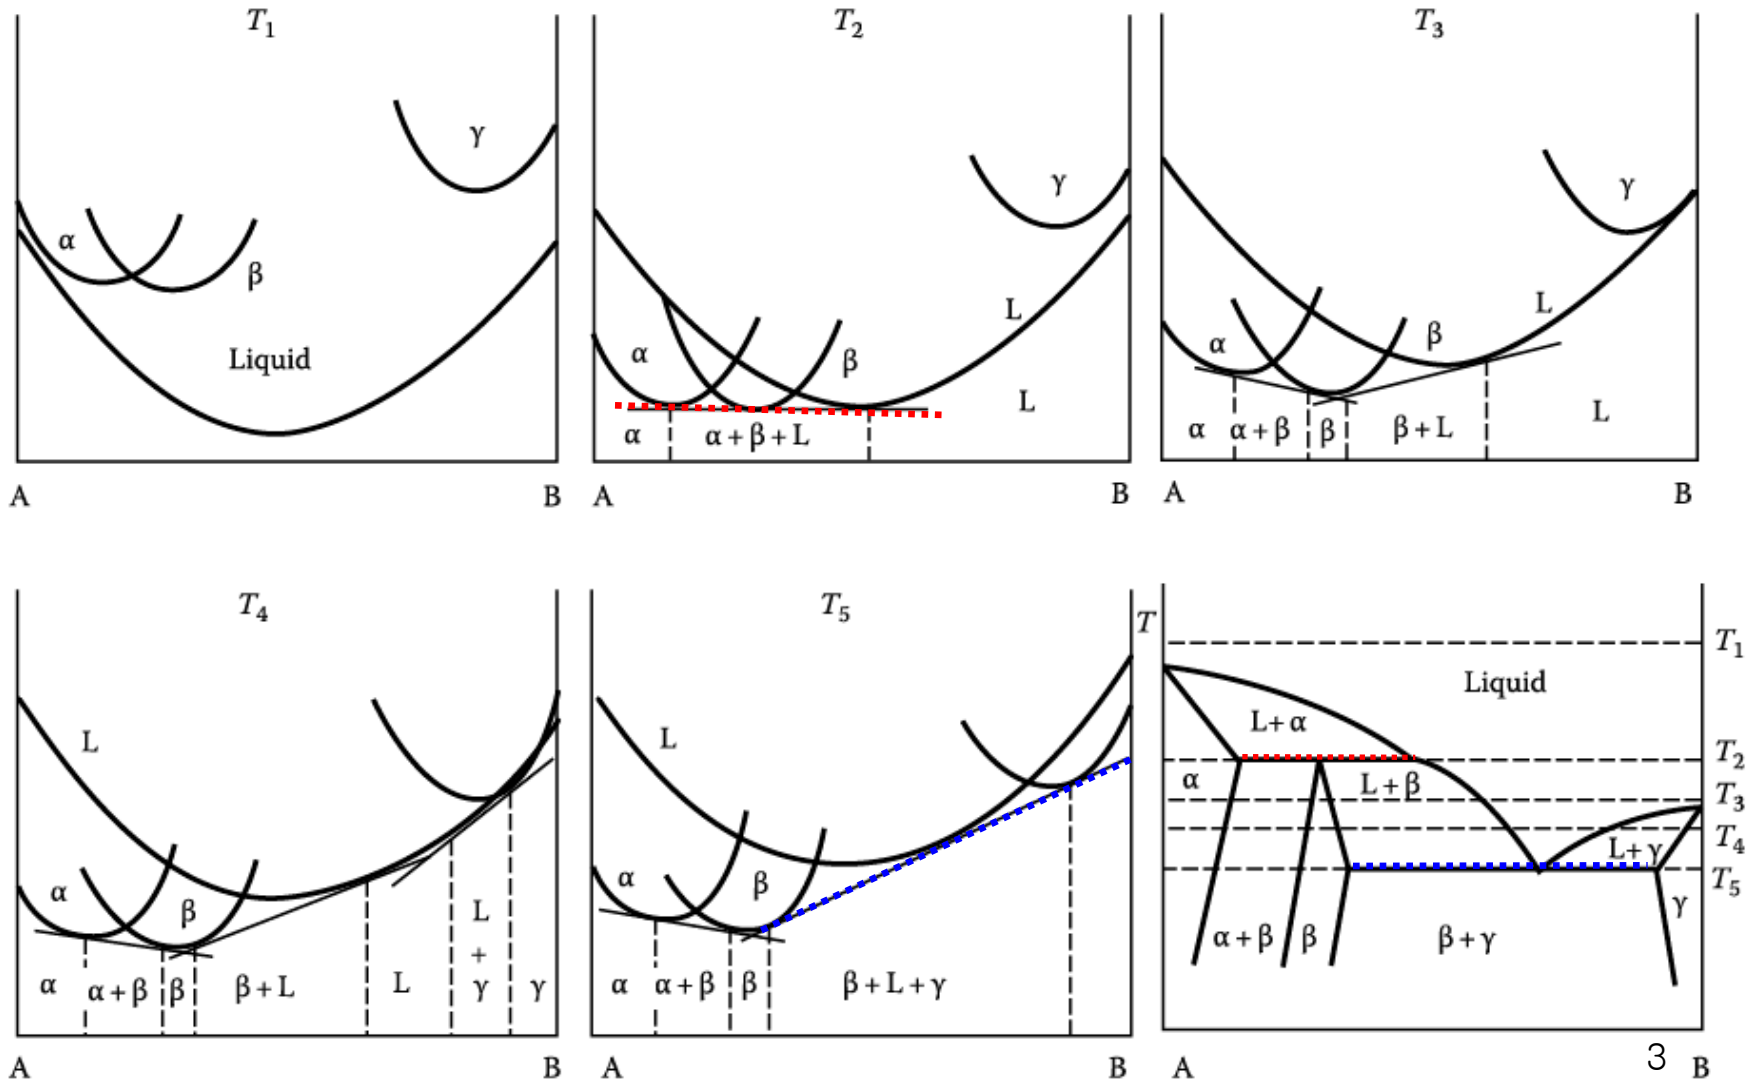 T₁
γ
α
β
Liquid
A B
T₂
γ
L
α
β
L
α α + β + L
A B
T₃
γ
L
β
α
L
α α + β β β + L
A B
T₄
L
α
β
L
+
γ
α α + β β β + L L γ
A B
T₅
L
α
β
α α + β β β + L + γ
A B
T
T₁
Liquid
L + α
T₂
α
L + β
T₃
T₄
L + γ
T₅
γ
α + β β β + γ
3
A B